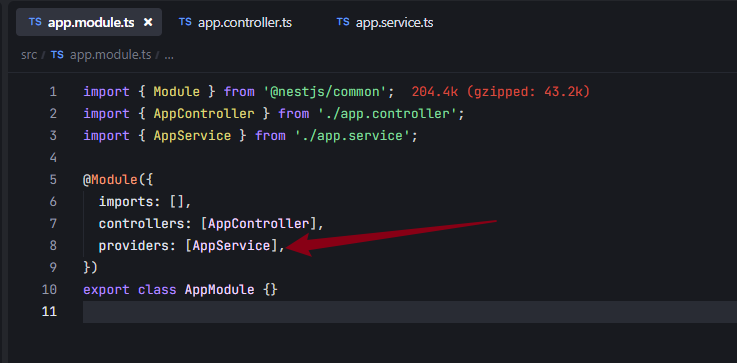 TS app.module.ts × TS app.controller.ts TS app.service.ts
src / TS app.module.ts / ...
1 import { Module } from '@nestjs/common'; 204.4k (gzipped: 43.2k)
2 import { AppController } from './app.controller';
3 import { AppService } from './app.service';
4
5 @Module({
6   imports: [],
7   controllers: [AppController],
8   providers: [AppService],
9 })
10 export class AppModule {}
11